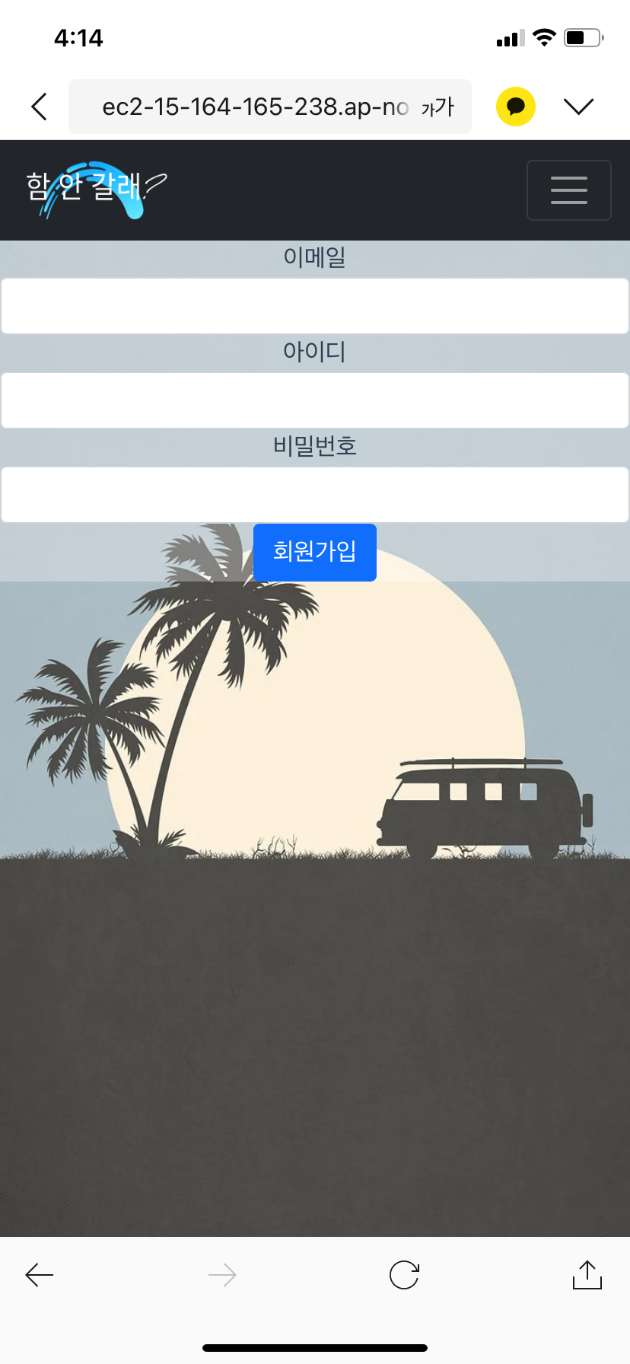 4:14
ec2-15-164-165-238.ap-no 가가
함 안 갈래?
이메일
아이디
비밀번호
회원가입